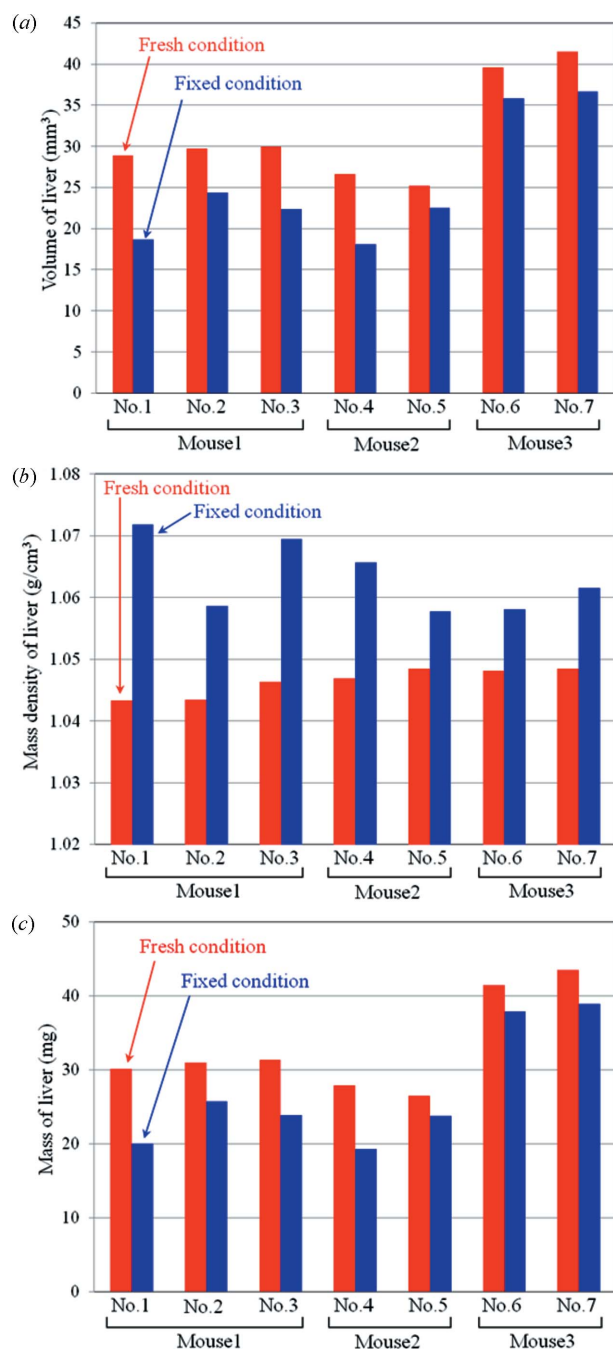 (a)
45
40
35
30
25
20
15
10
5
0
Volume of liver (mm³)
Fresh condition
Fixed condition
No.1 No.2 No.3 No.4 No.5 No.6 No.7
Mouse1 Mouse2 Mouse3
(b)
1.08
1.07
1.06
1.05
1.04
1.03
1.02
Mass density of liver (g/cm³)
Fresh condition
Fixed condition
No.1 No.2 No.3 No.4 No.5 No.6 No.7
Mouse1 Mouse2 Mouse3
(c)
50
40
30
20
10
0
Mass of liver (mg)
Fresh condition
Fixed condition
No.1 No.2 No.3 No.4 No.5 No.6 No.7
Mouse1 Mouse2 Mouse3